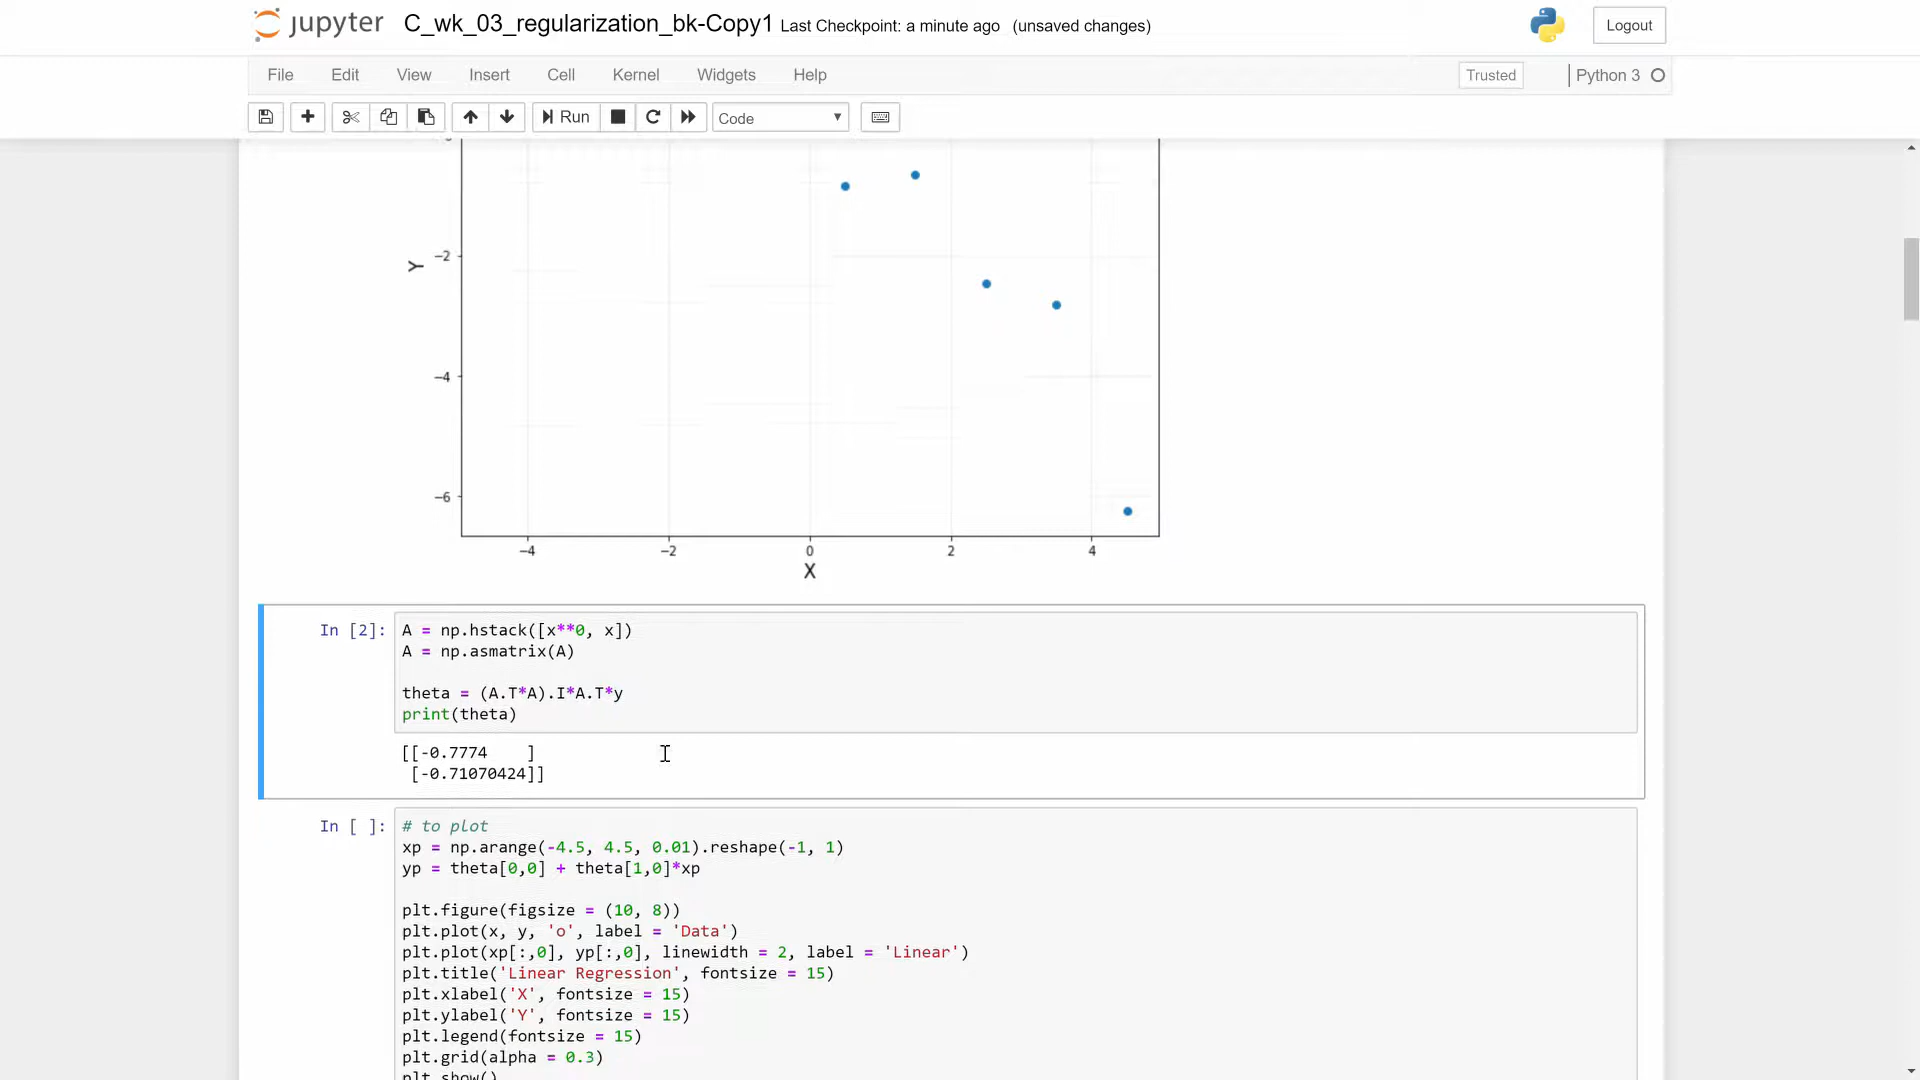 jupyter C_wk_03_regularization_bk-Copy1 Last Checkpoint: a minute ago (unsaved changes) Logout
File Edit View Insert Cell Kernel Widgets Help Trusted Python 3
Run Code
Y
−2
−4
−6
−4 −2 0 2 4
X
In [2]: A = np.hstack([x**0, x])
A = np.asmatrix(A)
theta = (A.T*A).I*A.T*y
print(theta)
[[-0.7774    ]
[-0.71070424]]
In [ ]: # to plot
xp = np.arange(-4.5, 4.5, 0.01).reshape(-1, 1)
yp = theta[0,0] + theta[1,0]*xp
plt.figure(figsize = (10, 8))
plt.plot(x, y, 'o', label = 'Data')
plt.plot(xp[:,0], yp[:,0], linewidth = 2, label = 'Linear')
plt.title('Linear Regression', fontsize = 15)
plt.xlabel('X', fontsize = 15)
plt.ylabel('Y', fontsize = 15)
plt.legend(fontsize = 15)
plt.grid(alpha = 0.3)
plt.show()